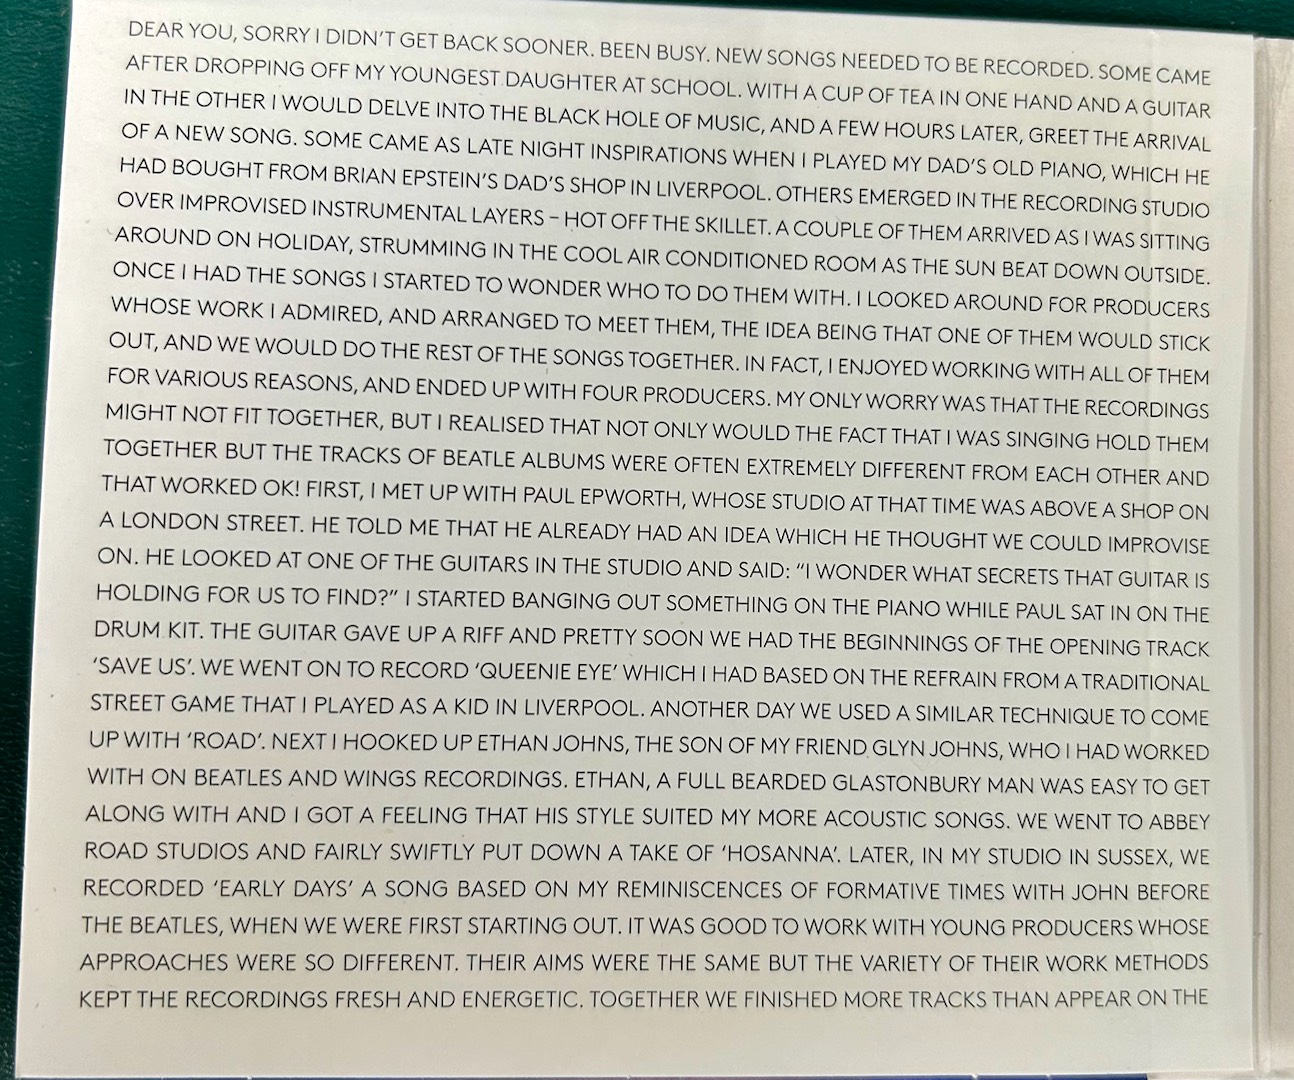 DEAR YOU, SORRY I DIDN'T GET BACK SOONER. BEEN BUSY. NEW SONGS NEEDED TO BE RECORDED. SOME CAME
AFTER DROPPING OFF MY YOUNGEST DAUGHTER AT SCHOOL. WITH A CUP OF TEA IN ONE HAND AND A GUITAR
IN THE OTHER I WOULD DELVE INTO THE BLACK HOLE OF MUSIC, AND A FEW HOURS LATER, GREET THE ARRIVAL
OF A NEW SONG. SOME CAME AS LATE NIGHT INSPIRATIONS WHEN I PLAYED MY DAD'S OLD PIANO, WHICH HE
HAD BOUGHT FROM BRIAN EPSTEIN'S DAD'S SHOP IN LIVERPOOL. OTHERS EMERGED IN THE RECORDING STUDIO
OVER IMPROVISED INSTRUMENTAL LAYERS – HOT OFF THE SKILLET. A COUPLE OF THEM ARRIVED AS I WAS SITTING
AROUND ON HOLIDAY, STRUMMING IN THE COOL AIR CONDITIONED ROOM AS THE SUN BEAT DOWN OUTSIDE.
ONCE I HAD THE SONGS I STARTED TO WONDER WHO TO DO THEM WITH. I LOOKED AROUND FOR PRODUCERS
WHOSE WORK I ADMIRED, AND ARRANGED TO MEET THEM, THE IDEA BEING THAT ONE OF THEM WOULD STICK
OUT, AND WE WOULD DO THE REST OF THE SONGS TOGETHER. IN FACT, I ENJOYED WORKING WITH ALL OF THEM
FOR VARIOUS REASONS, AND ENDED UP WITH FOUR PRODUCERS. MY ONLY WORRY WAS THAT THE RECORDINGS
MIGHT NOT FIT TOGETHER, BUT I REALISED THAT NOT ONLY WOULD THE FACT THAT I WAS SINGING HOLD THEM
TOGETHER BUT THE TRACKS OF BEATLE ALBUMS WERE OFTEN EXTREMELY DIFFERENT FROM EACH OTHER AND
THAT WORKED OK! FIRST, I MET UP WITH PAUL EPWORTH, WHOSE STUDIO AT THAT TIME WAS ABOVE A SHOP ON
A LONDON STREET. HE TOLD ME THAT HE ALREADY HAD AN IDEA WHICH HE THOUGHT WE COULD IMPROVISE
ON. HE LOOKED AT ONE OF THE GUITARS IN THE STUDIO AND SAID: "I WONDER WHAT SECRETS THAT GUITAR IS
HOLDING FOR US TO FIND?" I STARTED BANGING OUT SOMETHING ON THE PIANO WHILE PAUL SAT IN ON THE
DRUM KIT. THE GUITAR GAVE UP A RIFF AND PRETTY SOON WE HAD THE BEGINNINGS OF THE OPENING TRACK
'SAVE US'. WE WENT ON TO RECORD 'QUEENIE EYE' WHICH I HAD BASED ON THE REFRAIN FROM A TRADITIONAL
STREET GAME THAT I PLAYED AS A KID IN LIVERPOOL. ANOTHER DAY WE USED A SIMILAR TECHNIQUE TO COME
UP WITH 'ROAD'. NEXT I HOOKED UP ETHAN JOHNS, THE SON OF MY FRIEND GLYN JOHNS, WHO I HAD WORKED
WITH ON BEATLES AND WINGS RECORDINGS. ETHAN, A FULL BEARDED GLASTONBURY MAN WAS EASY TO GET
ALONG WITH AND I GOT A FEELING THAT HIS STYLE SUITED MY MORE ACOUSTIC SONGS. WE WENT TO ABBEY
ROAD STUDIOS AND FAIRLY SWIFTLY PUT DOWN A TAKE OF 'HOSANNA'. LATER, IN MY STUDIO IN SUSSEX, WE
RECORDED 'EARLY DAYS' A SONG BASED ON MY REMINISCENCES OF FORMATIVE TIMES WITH JOHN BEFORE
THE BEATLES, WHEN WE WERE FIRST STARTING OUT. IT WAS GOOD TO WORK WITH YOUNG PRODUCERS WHOSE
APPROACHES WERE SO DIFFERENT. THEIR AIMS WERE THE SAME BUT THE VARIETY OF THEIR WORK METHODS
KEPT THE RECORDINGS FRESH AND ENERGETIC. TOGETHER WE FINISHED MORE TRACKS THAN APPEAR ON THE